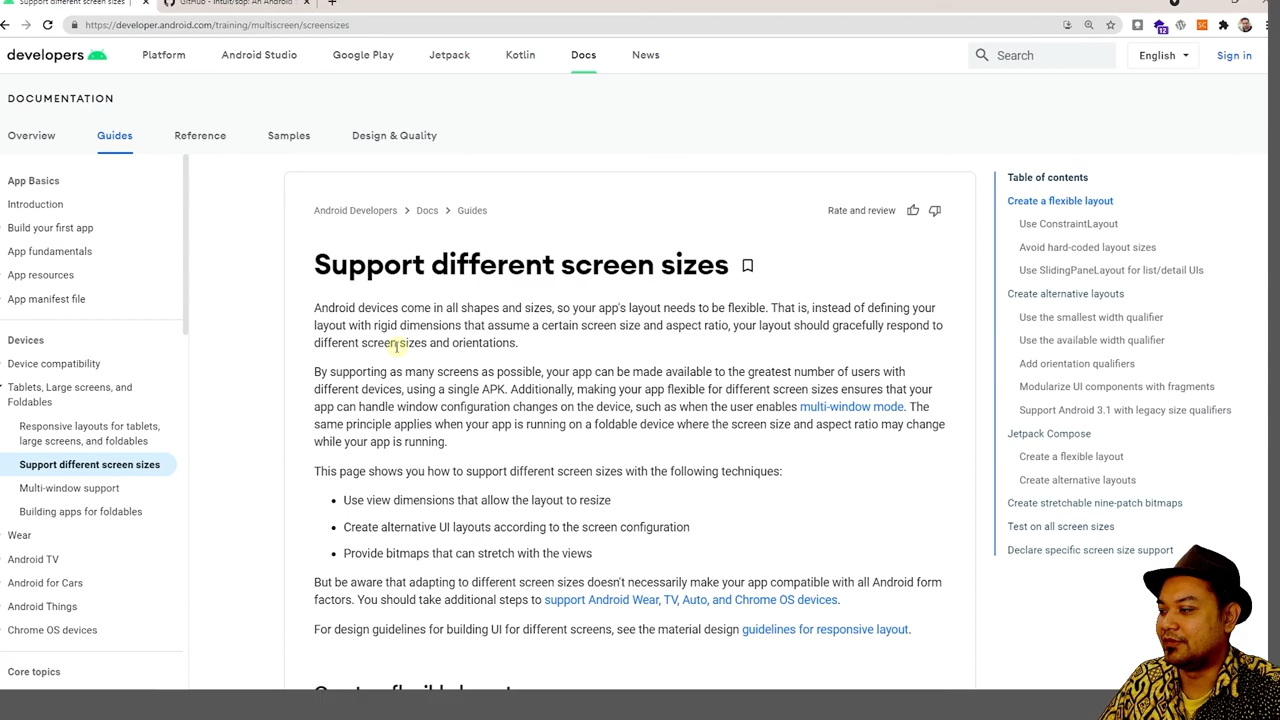 Support different screen sizes
GitHub - intuit/sdp: An Android
https://developer.android.com/training/multiscreen/screensizes
12
developers
Platform
Android Studio
Google Play
Jetpack
Kotlin
Docs
News
Search
English
Sign in
DOCUMENTATION
Overview
Guides
Reference
Samples
Design & Quality
App Basics
Introduction
Build your first app
App fundamentals
App resources
App manifest file
Devices
Device compatibility
Tablets, Large screens, and
Foldables
Responsive layouts for tablets,
large screens, and foldables
Support different screen sizes
Multi-window support
Building apps for foldables
Wear
Android TV
Android for Cars
Android Things
Chrome OS devices
Core topics
Android Developers > Docs > Guides
Rate and review
Support different screen sizes
Android devices come in all shapes and sizes, so your app's layout needs to be flexible. That is, instead of defining your
layout with rigid dimensions that assume a certain screen size and aspect ratio, your layout should gracefully respond to
different screen sizes and orientations.
By supporting as many screens as possible, your app can be made available to the greatest number of users with
different devices, using a single APK. Additionally, making your app flexible for different screen sizes ensures that your
app can handle window configuration changes on the device, such as when the user enables multi-window mode. The
same principle applies when your app is running on a foldable device where the screen size and aspect ratio may change
while your app is running.
This page shows you how to support different screen sizes with the following techniques:
• Use view dimensions that allow the layout to resize
• Create alternative UI layouts according to the screen configuration
• Provide bitmaps that can stretch with the views
But be aware that adapting to different screen sizes doesn't necessarily make your app compatible with all Android form
factors. You should take additional steps to support Android Wear, TV, Auto, and Chrome OS devices.
For design guidelines for building UI for different screens, see the material design guidelines for responsive layout.
Create a flexible layout
Table of contents
Create a flexible layout
Use ConstraintLayout
Avoid hard-coded layout sizes
Use SlidingPaneLayout for list/detail UIs
Create alternative layouts
Use the smallest width qualifier
Use the available width qualifier
Add orientation qualifiers
Modularize UI components with fragments
Support Android 3.1 with legacy size qualifiers
Jetpack Compose
Create a flexible layout
Create alternative layouts
Create stretchable nine-patch bitmaps
Test on all screen sizes
Declare specific screen size support